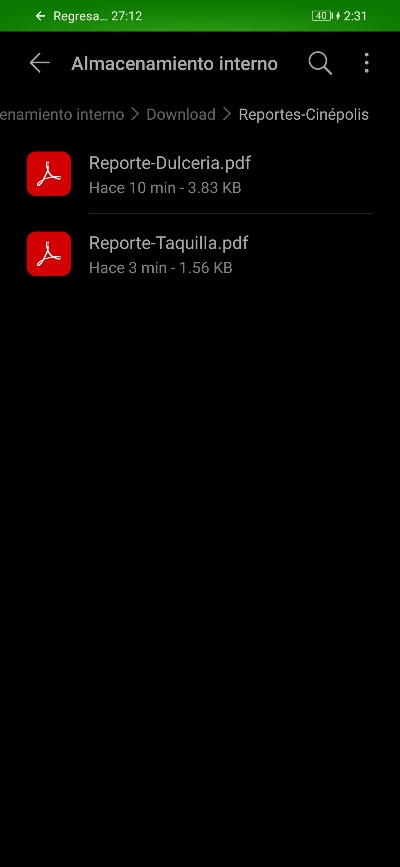 ← Regresa... 27:12
40 2:31
Almacenamiento interno
enamiento interno > Download > Reportes-Cinépolis
Reporte-Dulceria.pdf
Hace 10 min - 3.83 KB
Reporte-Taquilla.pdf
Hace 3 min - 1.56 KB